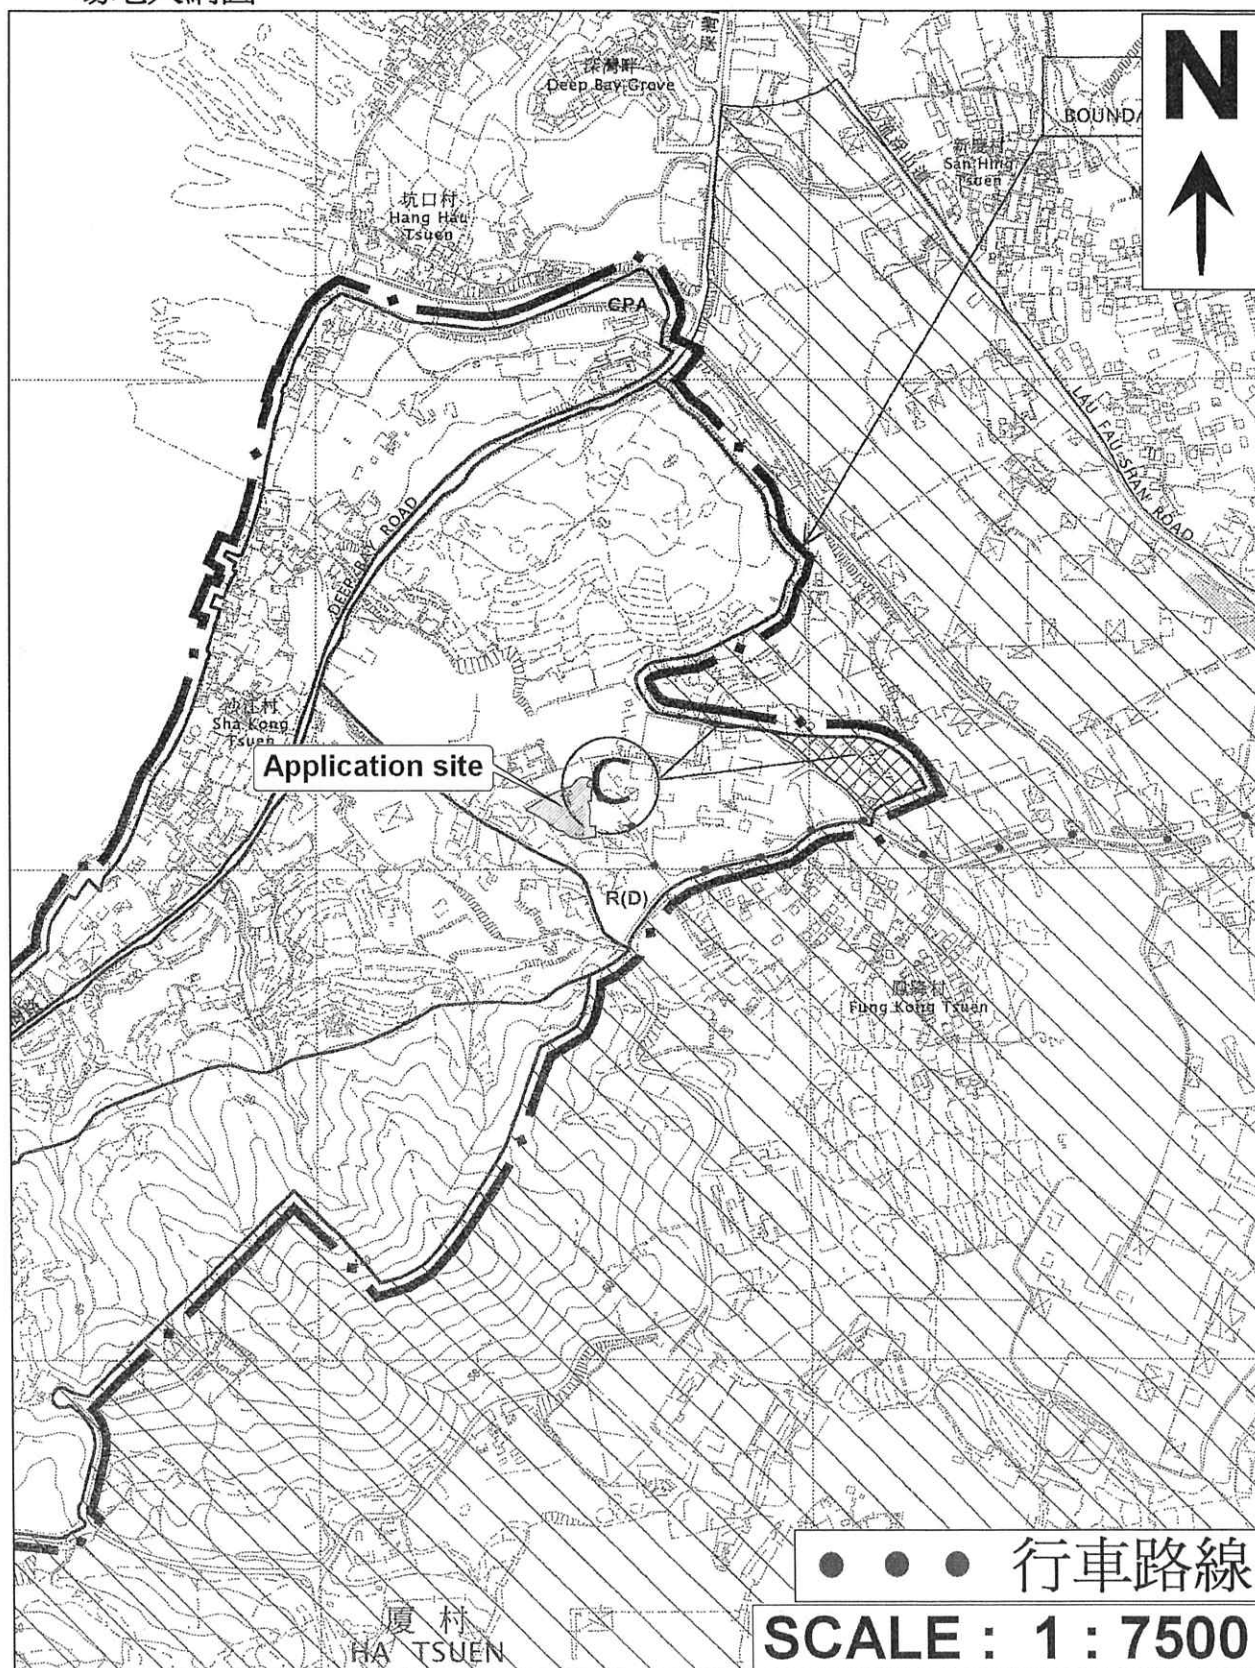 深灣畔
Deep Bay Grove
N
BOUNDA
新慶村
San Hing
Tsuen
坑口村
Hang Hau
Tsuen
CPA
LAU FAU SHAN ROAD
DEEP BAY ROAD
沙江村
Sha Kong
Tsuen
Application site
C
R(D)
鳳降村
Fung Kong Tsuen
行車路線
SCALE : 1 : 7500
廈村
HA TSUEN